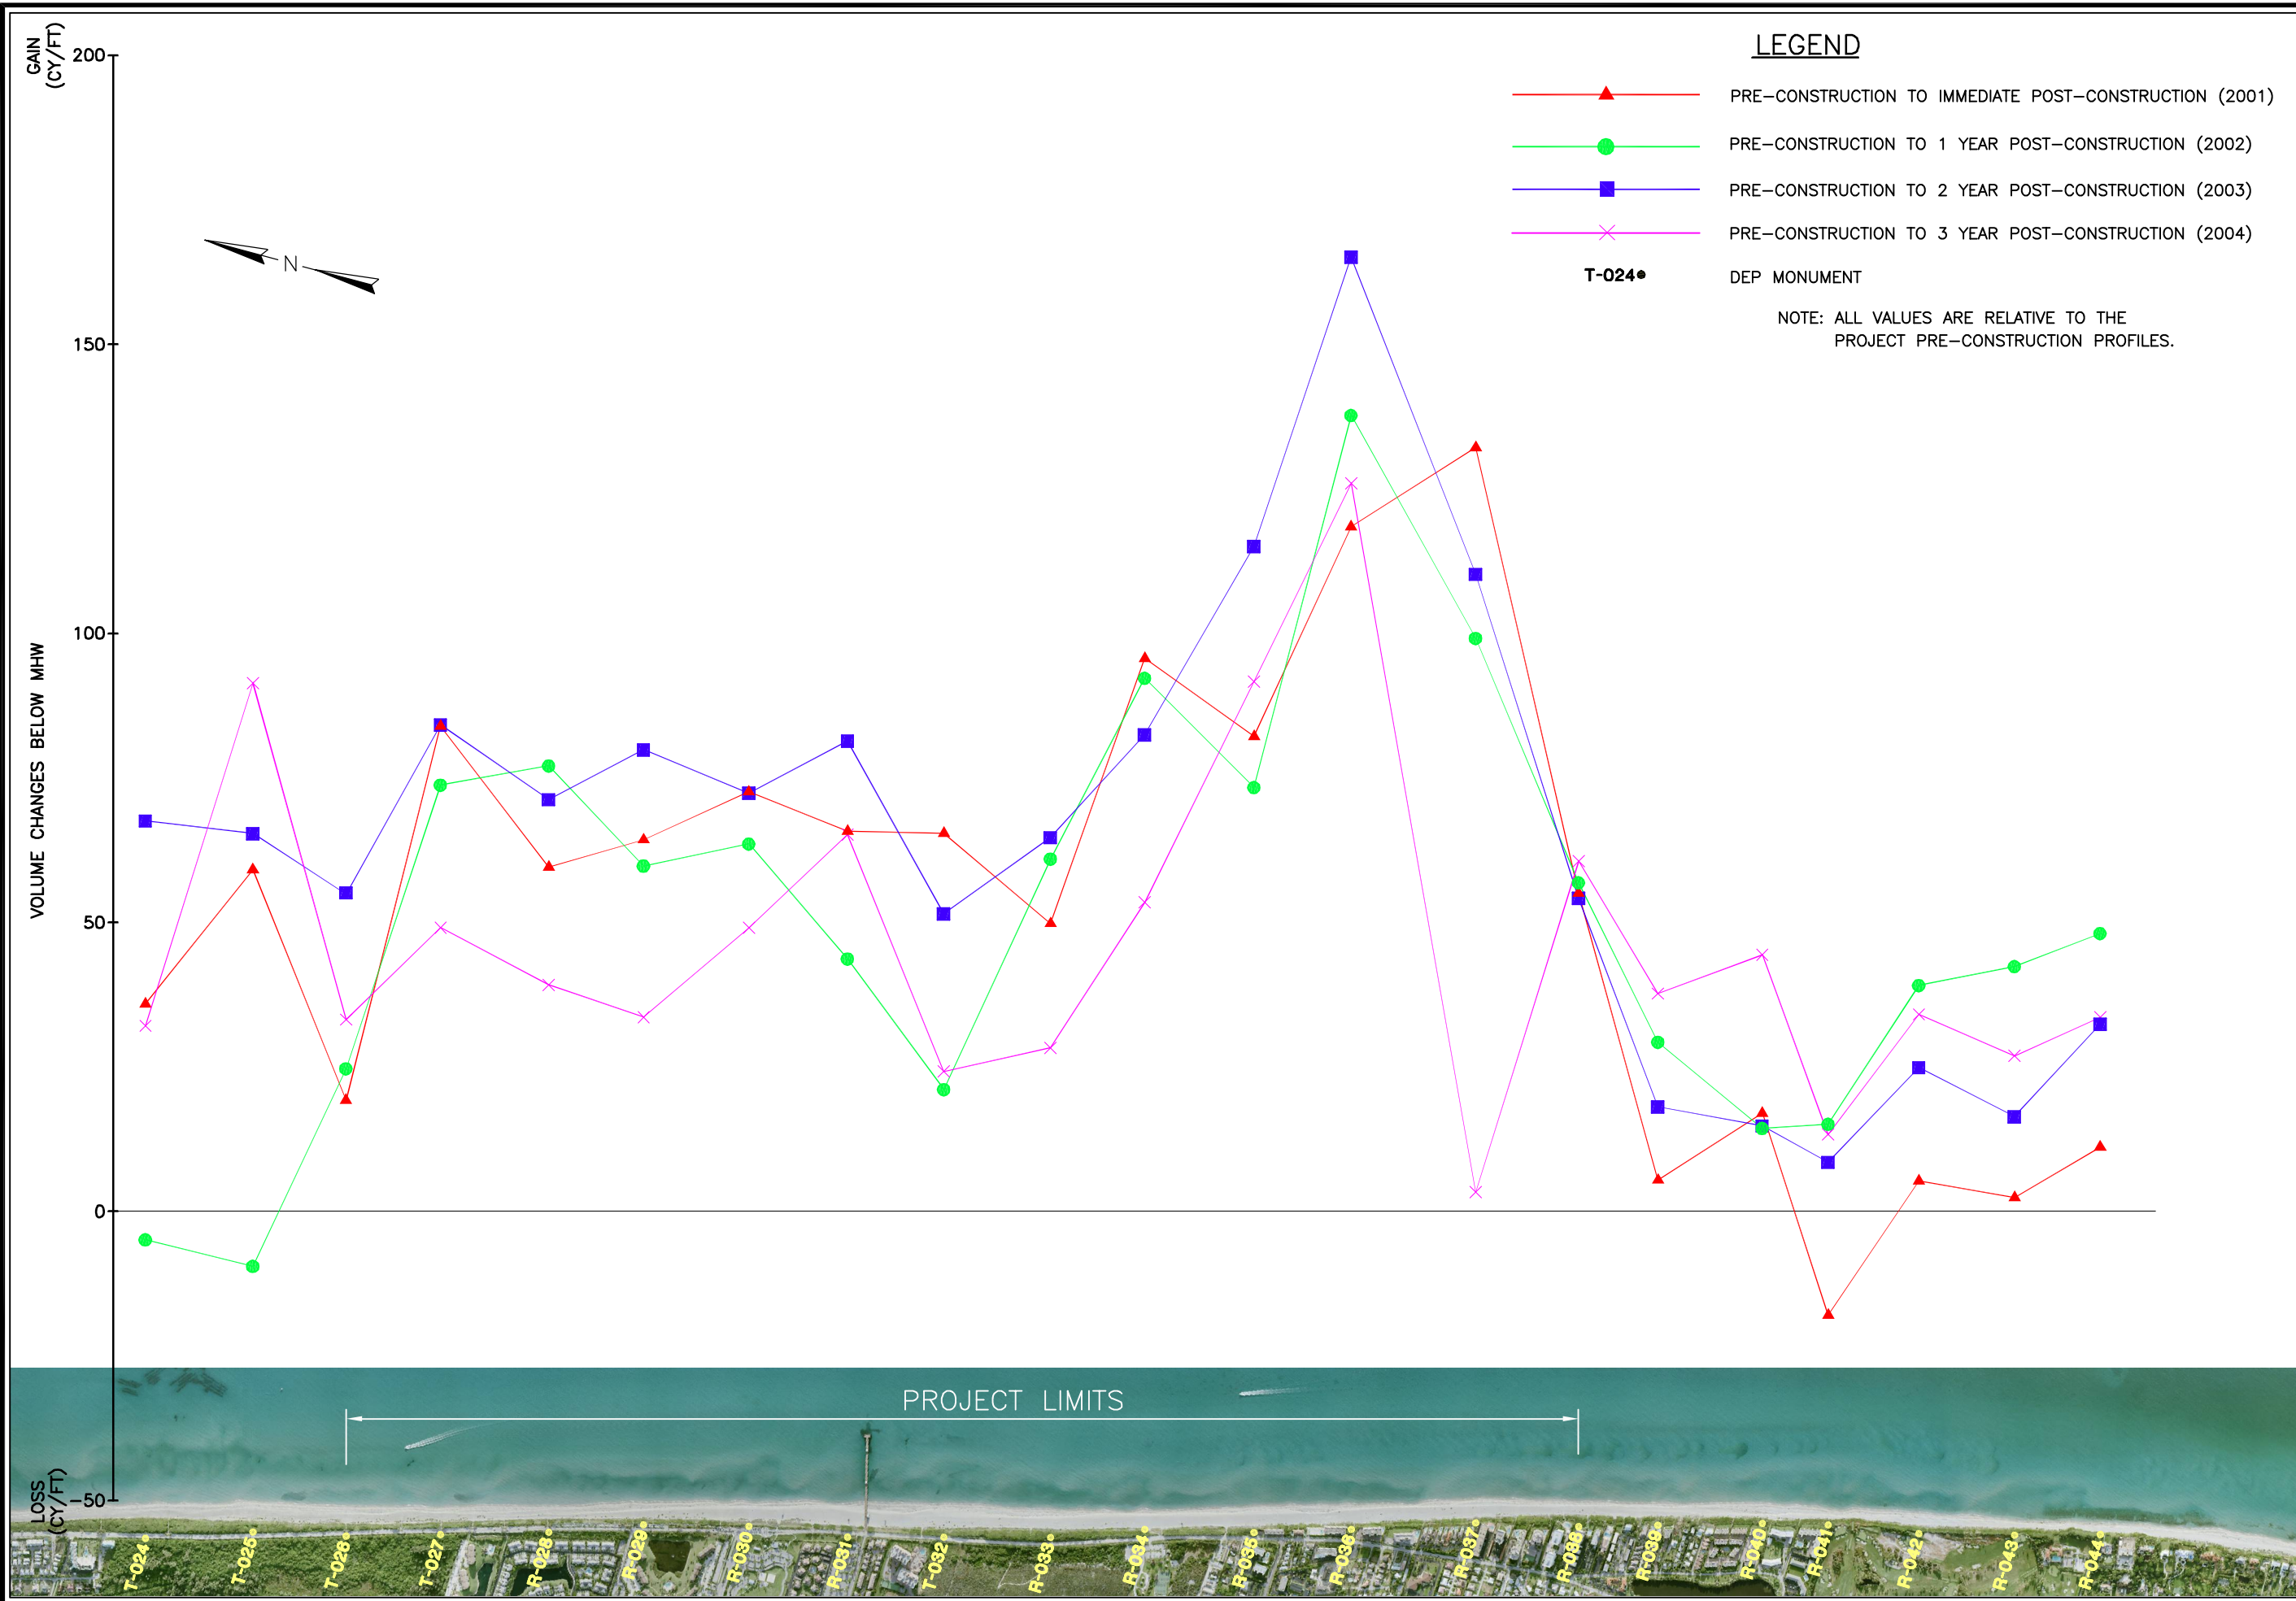 GAIN
(CY/FT)
200
150
100
50
0
-50
VOLUME CHANGES BELOW MHW
LOSS
(CY/FT)
N
LEGEND
PRE-CONSTRUCTION TO IMMEDIATE POST-CONSTRUCTION (2001)
PRE-CONSTRUCTION TO 1 YEAR POST-CONSTRUCTION (2002)
PRE-CONSTRUCTION TO 2 YEAR POST-CONSTRUCTION (2003)
PRE-CONSTRUCTION TO 3 YEAR POST-CONSTRUCTION (2004)
T-024 DEP MONUMENT
NOTE: ALL VALUES ARE RELATIVE TO THE
PROJECT PRE-CONSTRUCTION PROFILES.
PROJECT LIMITS
T-024
T-025
T-026
T-027
R-028
R-029
R-030
R-031
T-032
R-033
R-034
B-035
R-036
R-037
R-038
R-039
R-040
R-041
R-042
R-043
R-044